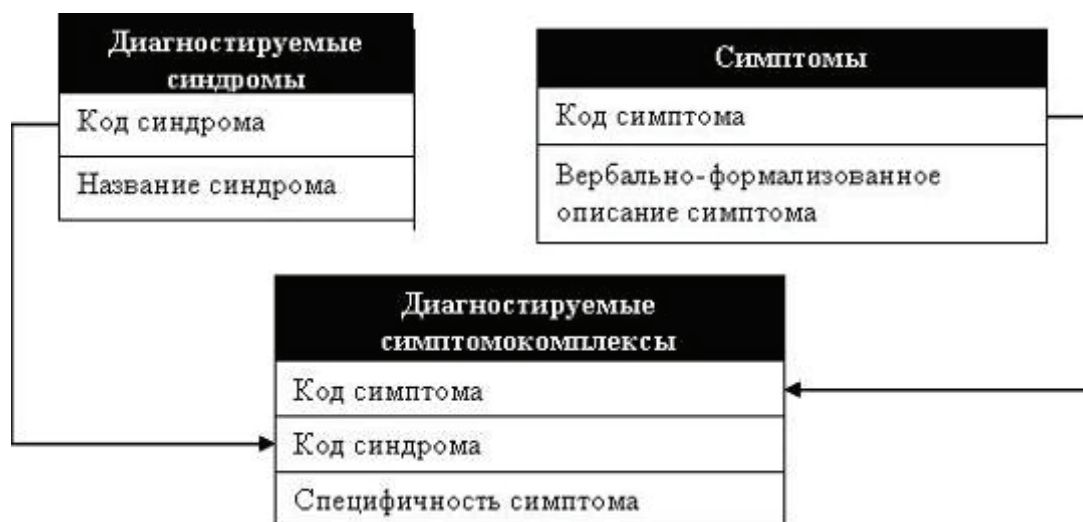 Диагностируемые
синдромы
Код синдрома
Название синдрома
Симптомы
Код симптома
Вербально-формализованное
описание симптома
Диагностируемые
симптомокомплексы
Код симптома
Код синдрома
Специфичность симптома